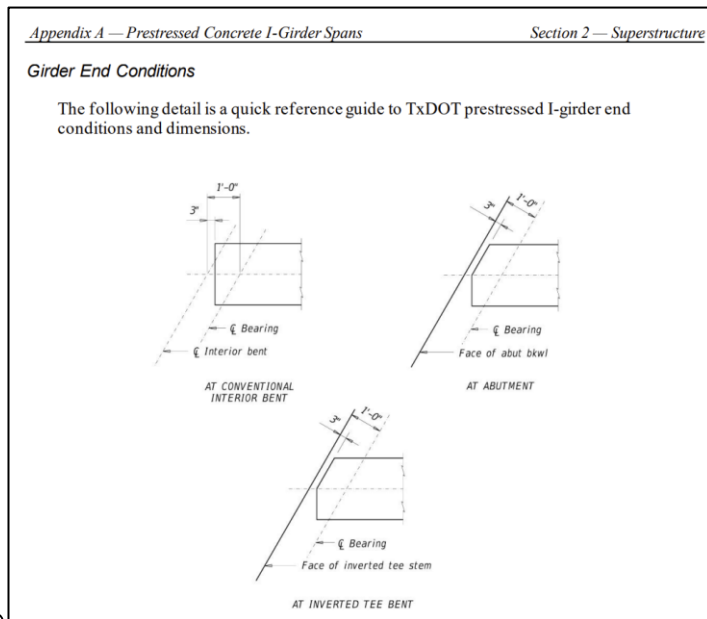 Appendix A — Prestressed Concrete I-Girder Spans Section 2 — Superstructure
Girder End Conditions
The following detail is a quick reference guide to TxDOT prestressed I-girder end
conditions and dimensions.
1'-0"
3"
℄ Bearing
℄ Interior bent
AT CONVENTIONAL
INTERIOR BENT
3"
1'-0"
℄ Bearing
Face of abut bkwl
AT ABUTMENT
3"
1'-0"
℄ Bearing
Face of inverted tee stem
AT INVERTED TEE BENT